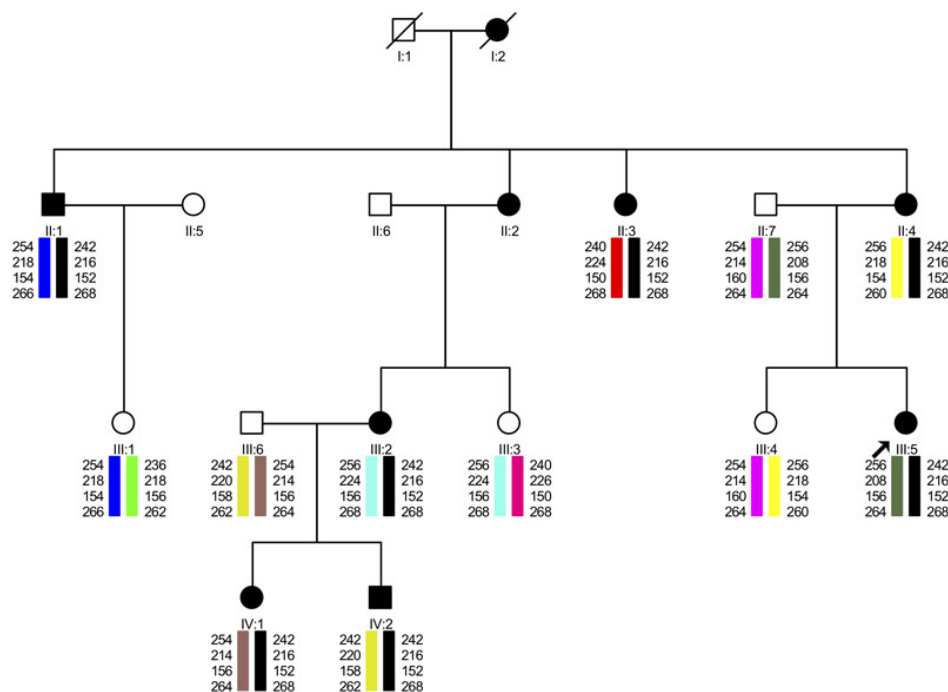 I:1 I:2
II:1 II:5 II:6 II:2 II:3 II:7 II:4
254 242 240 242 254 256 256 242
218 216 224 216 214 208 218 216
154 152 150 152 160 156 154 152
266 268 268 268 264 264 260 268
III:1 III:6 III:2 III:3 III:4 III:5
254 236 242 254 256 242 256 240 254 256 256 242
218 218 220 214 224 216 224 226 214 218 208 216
154 156 158 156 156 152 156 150 160 154 156 152
266 262 262 264 268 268 268 268 264 260 264 268
IV:1 IV:2
254 242 242 242
214 216 220 216
156 152 158 152
264 268 262 268